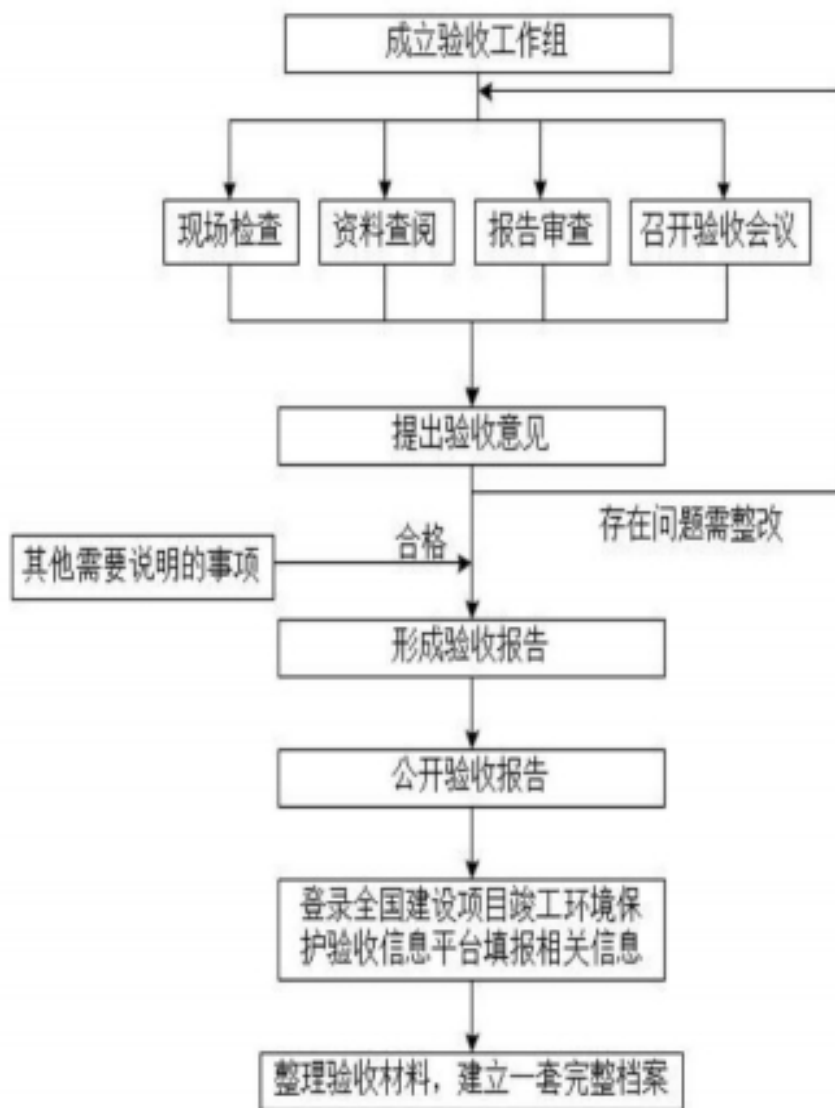 成立验收工作组
现场检查
资料查阅
报告审查
召开验收会议
提出验收意见
存在问题需整改
合格
其他需要说明的事项
形成验收报告
公开验收报告
登录全国建设项目竣工环境保
护验收信息平台填报相关信息
整理验收材料，建立一套完整档案